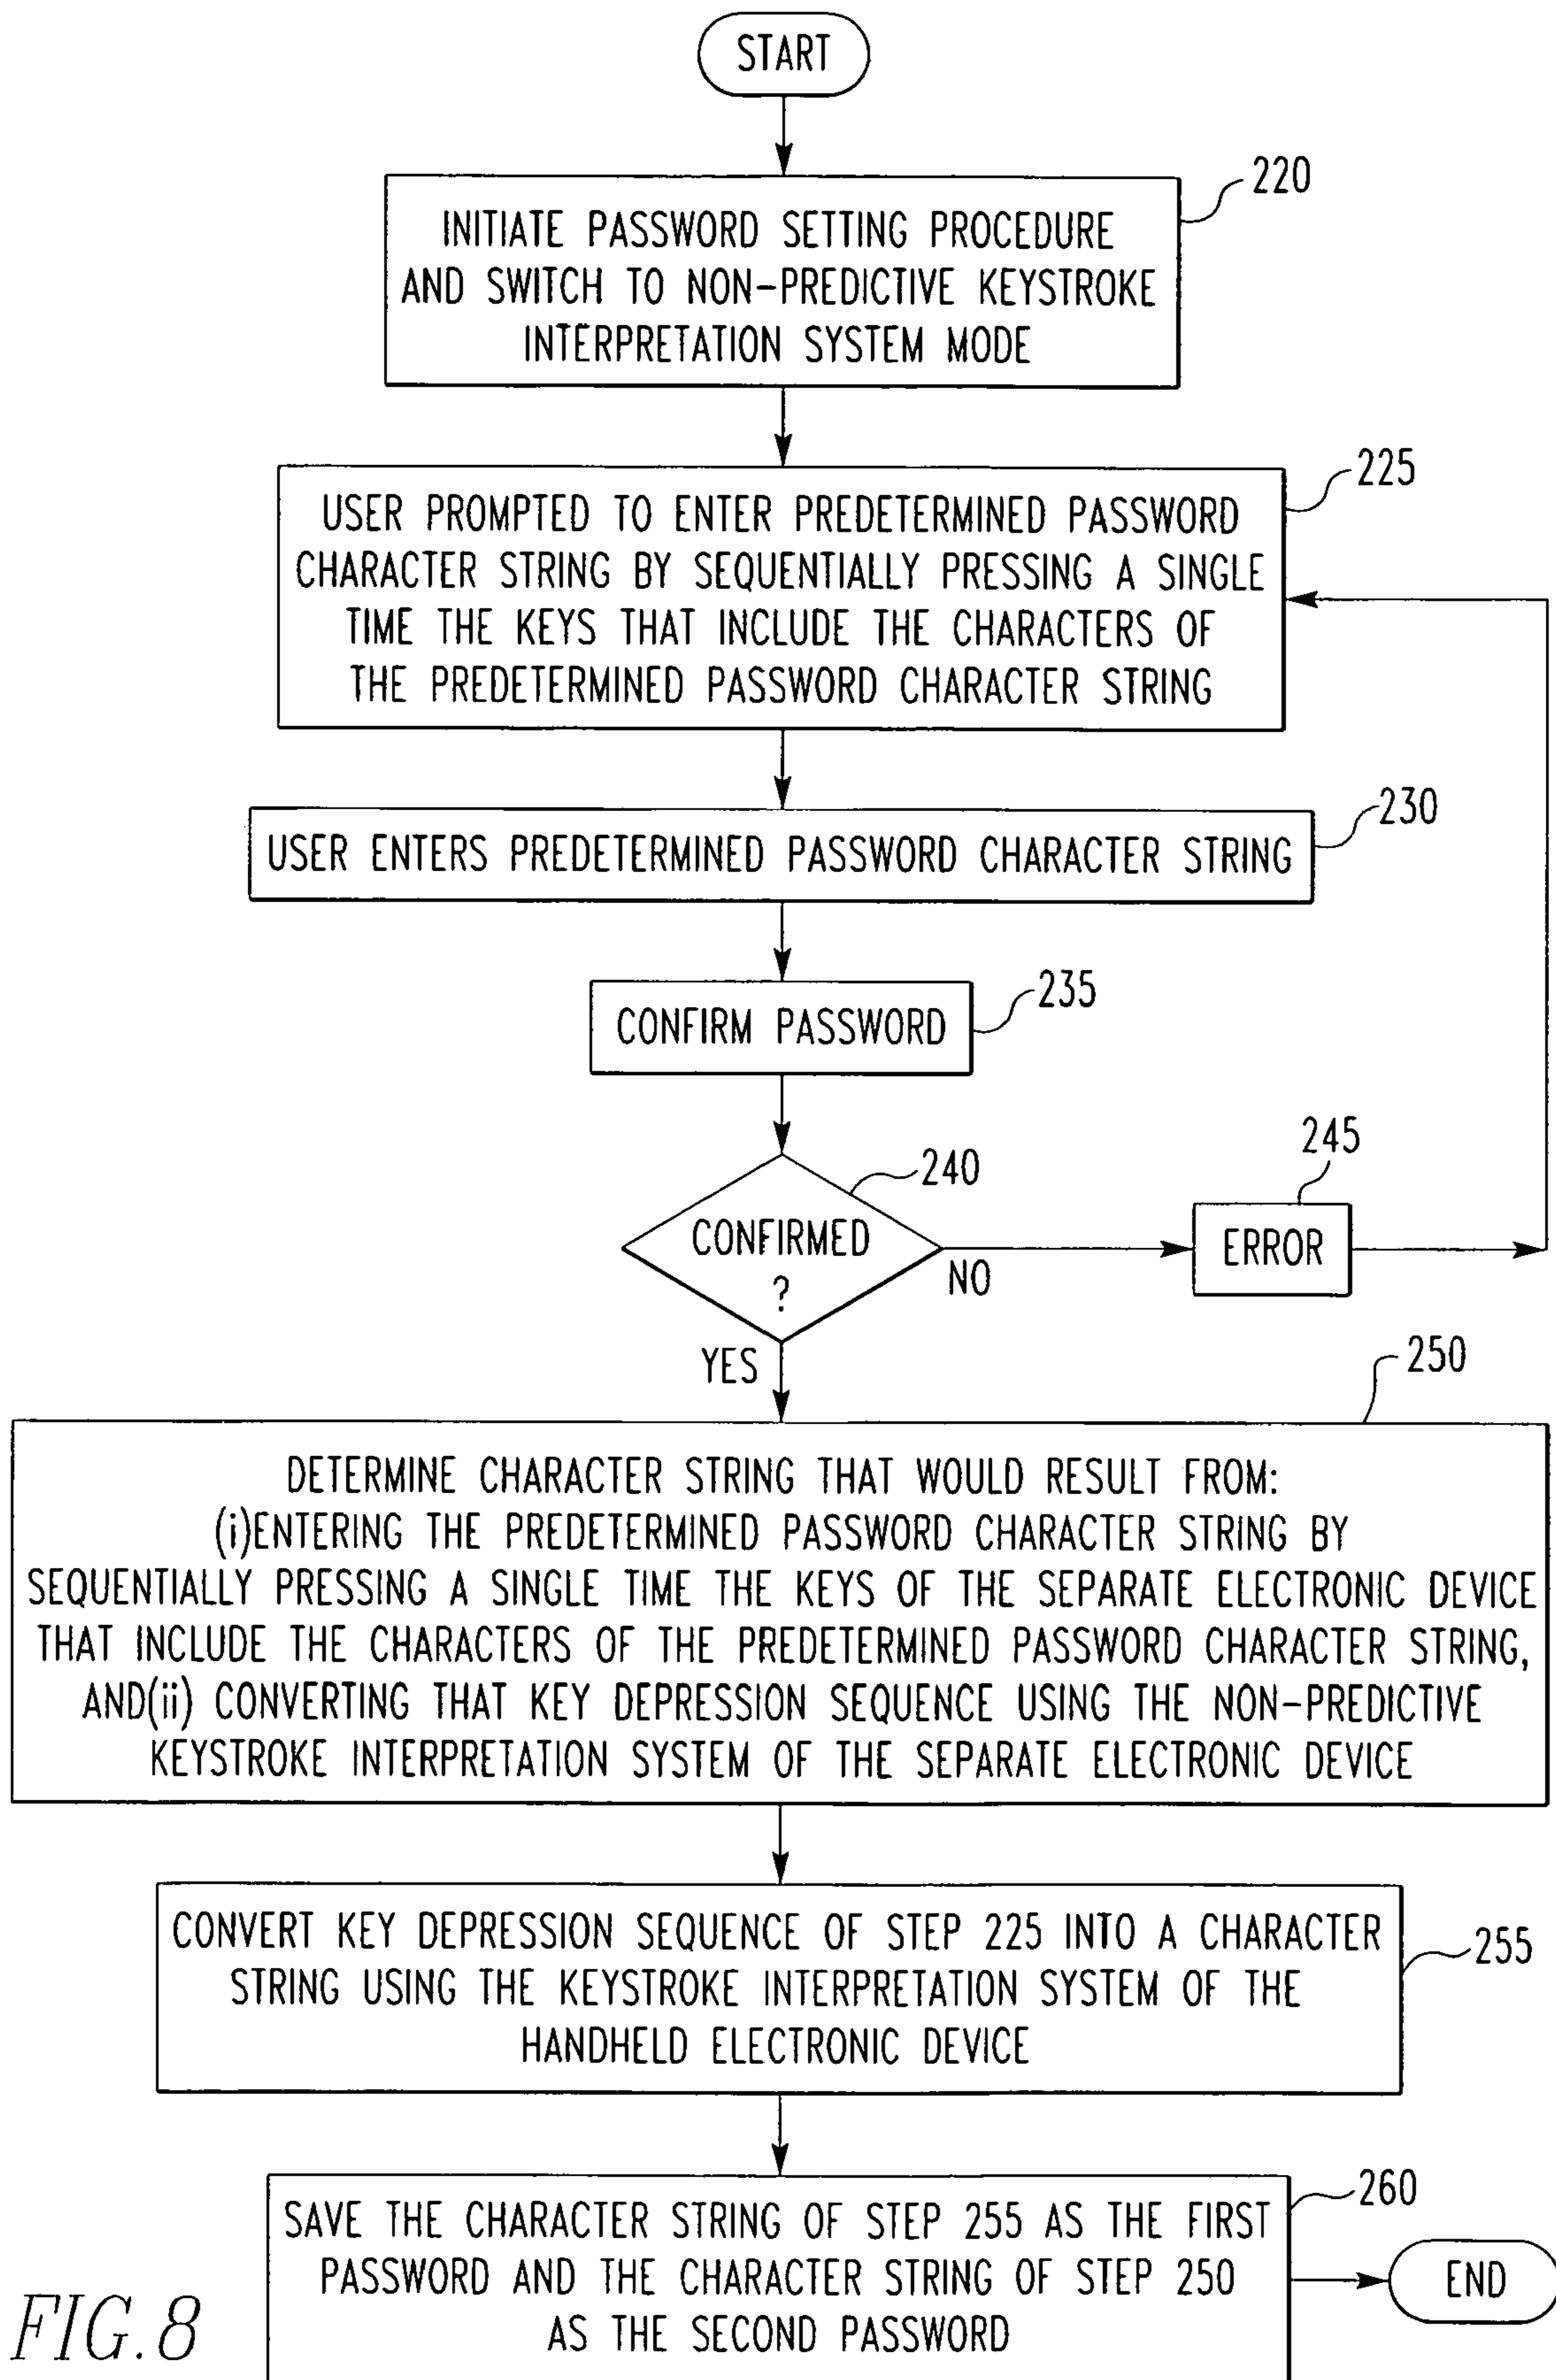 START
220
INITIATE PASSWORD SETTING PROCEDURE
AND SWITCH TO NON-PREDICTIVE KEYSTROKE
INTERPRETATION SYSTEM MODE
225
USER PROMPTED TO ENTER PREDETERMINED PASSWORD
CHARACTER STRING BY SEQUENTIALLY PRESSING A SINGLE
TIME THE KEYS THAT INCLUDE THE CHARACTERS OF
THE PREDETERMINED PASSWORD CHARACTER STRING
230
USER ENTERS PREDETERMINED PASSWORD CHARACTER STRING
235
CONFIRM PASSWORD
240
CONFIRMED
?
NO
245
ERROR
YES
250
DETERMINE CHARACTER STRING THAT WOULD RESULT FROM:
(i)ENTERING THE PREDETERMINED PASSWORD CHARACTER STRING BY
SEQUENTIALLY PRESSING A SINGLE TIME THE KEYS OF THE SEPARATE ELECTRONIC DEVICE
THAT INCLUDE THE CHARACTERS OF THE PREDETERMINED PASSWORD CHARACTER STRING,
AND(ii) CONVERTING THAT KEY DEPRESSION SEQUENCE USING THE NON-PREDICTIVE
KEYSTROKE INTERPRETATION SYSTEM OF THE SEPARATE ELECTRONIC DEVICE
CONVERT KEY DEPRESSION SEQUENCE OF STEP 225 INTO A CHARACTER
STRING USING THE KEYSTROKE INTERPRETATION SYSTEM OF THE
HANDHELD ELECTRONIC DEVICE
255
260
SAVE THE CHARACTER STRING OF STEP 255 AS THE FIRST
PASSWORD AND THE CHARACTER STRING OF STEP 250
AS THE SECOND PASSWORD
END
FIG.8